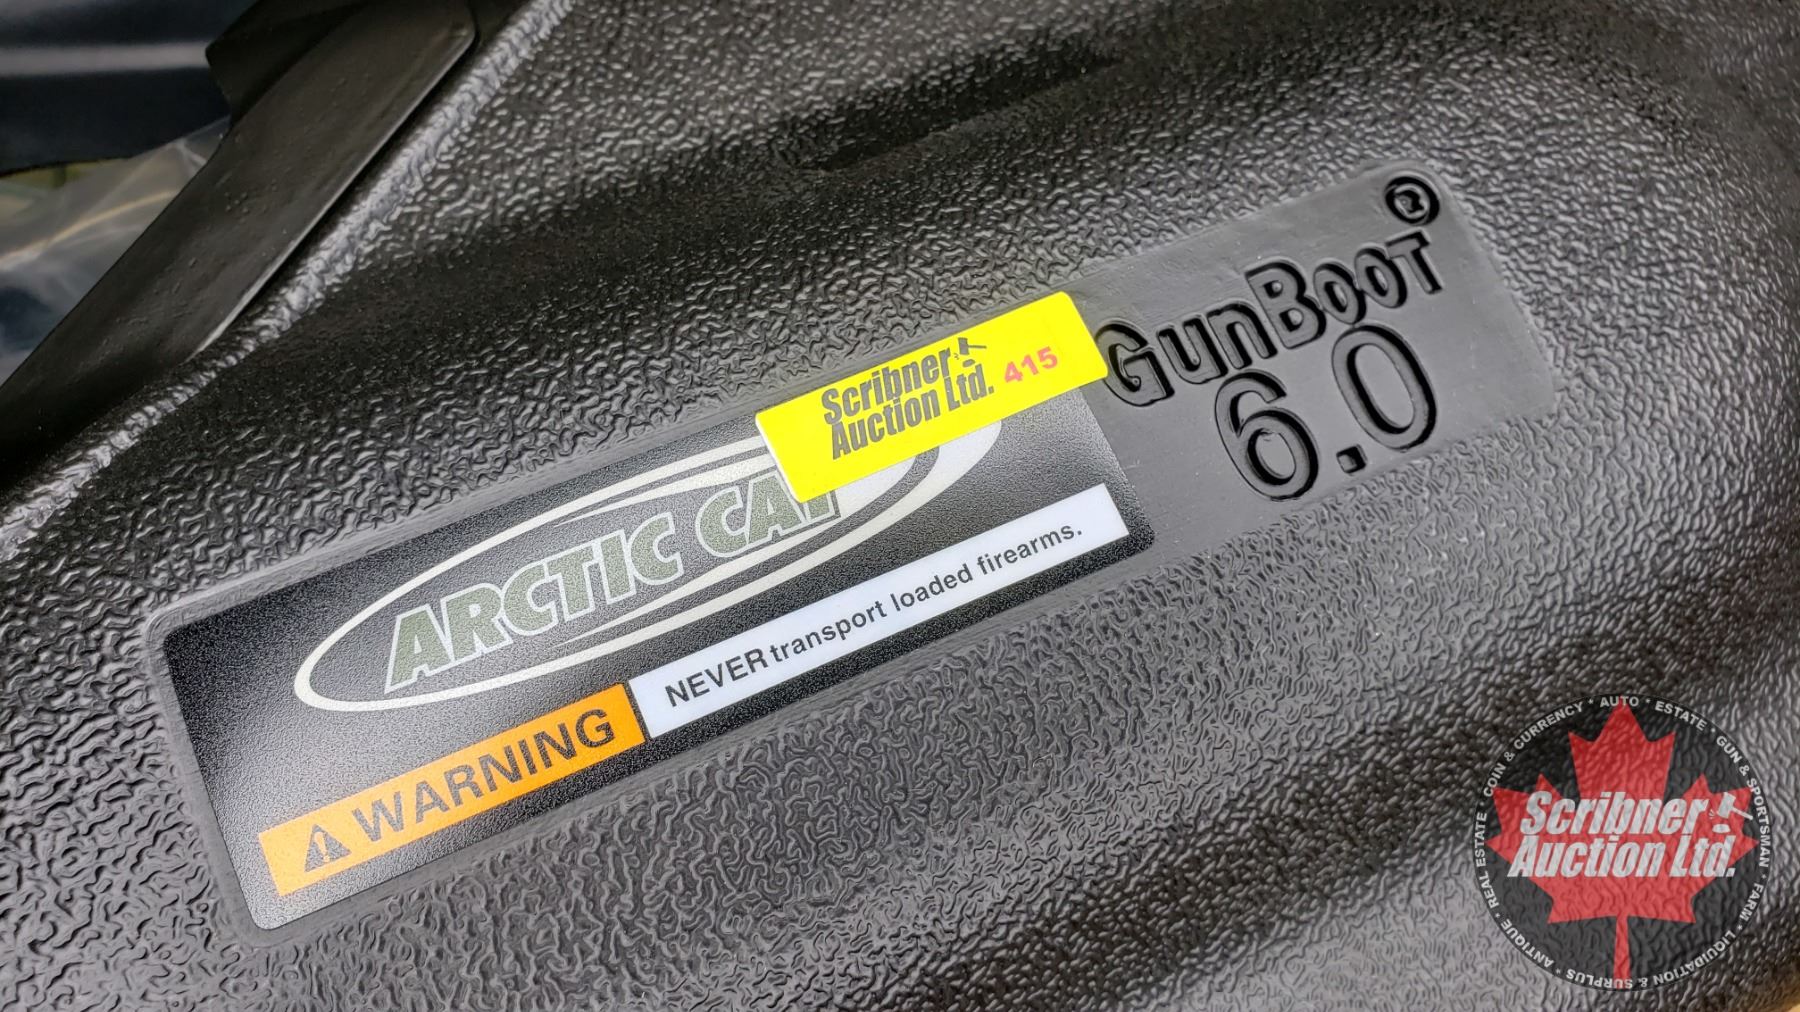 GunBoot®
6.0
Scribner
Auction Ltd. 415
ARCTIC CAT
WARNING NEVER transport loaded firearms.
Scribner
Auction Ltd.
REAL ESTATE * COIN & CURRENCY * AUTO * ESTATE * GUN & SPORTSMAN * FARM * LIQUIDATION & SURPLUS * ANTIQUE *